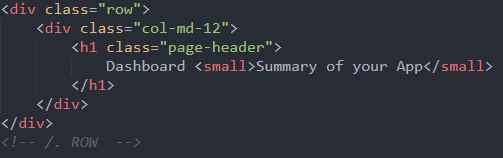 <div class="row">
<div class="col-md-12">
<h1 class="page-header">
Dashboard <small>Summary of your App</small>
</h1>
</div>
</div>
<!-- /. ROW  -->